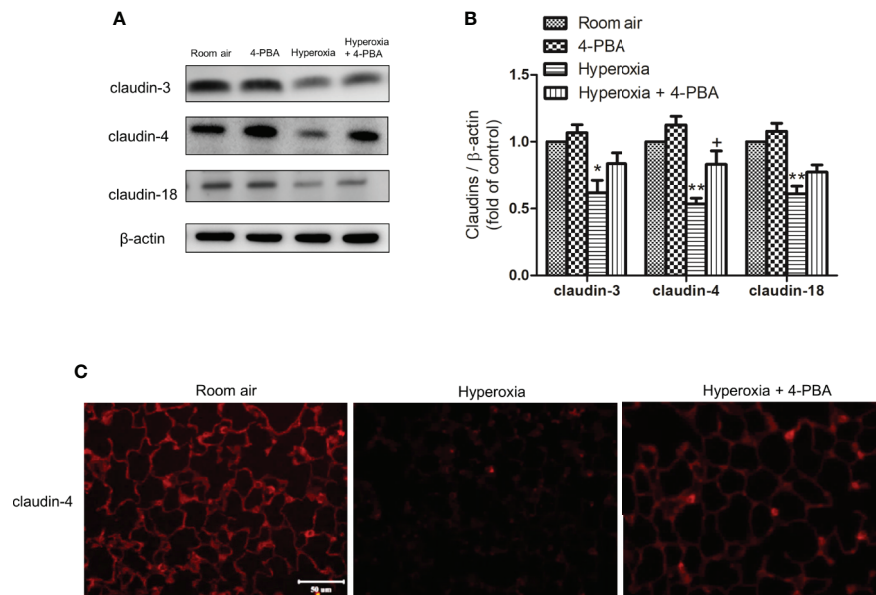 A
Room air
4-PBA
Hyperoxia
Hyperoxia
+ 4-PBA
claudin-3
claudin-4
claudin-18
β-actin
B
Room air
4-PBA
Hyperoxia
Hyperoxia + 4-PBA
Claudins / β-actin
(fold of control)
1.5
1.0
0.5
0.0
*
**
+
**
claudin-3
claudin-4
claudin-18
C
Room air
Hyperoxia
Hyperoxia + 4-PBA
claudin-4
50 um